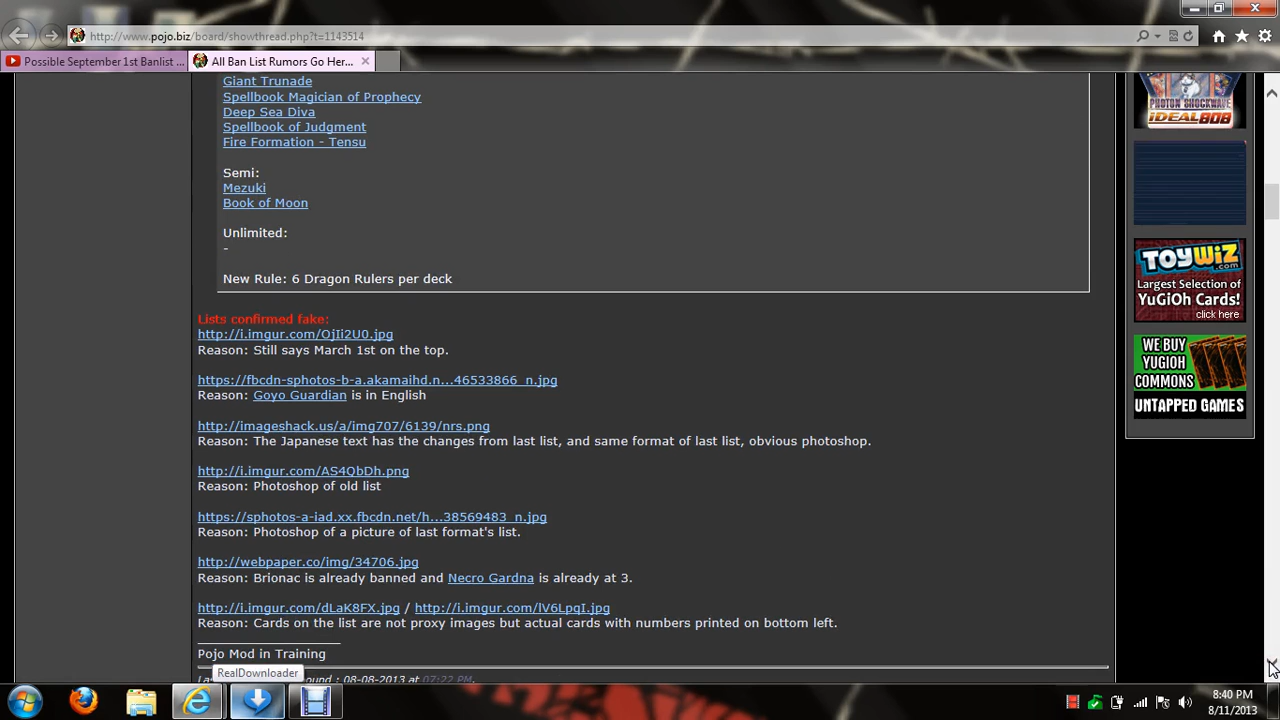 http://www.pojo.biz/board/showthread.php?t=1143514
Possible September 1st Banlist ...
All Ban List Rumors Go Her...
Giant Trunade
Spellbook Magician of Prophecy
Deep Sea Diva
Spellbook of Judgment
Fire Formation - Tensu
Semi:
Mezuki
Book of Moon
Unlimited:
-
New Rule: 6 Dragon Rulers per deck
Lists confirmed fake:
http://i.imgur.com/OjIi2U0.jpg
Reason: Still says March 1st on the top.
https://fbcdn-sphotos-b-a.akamaihd.n...46533866_n.jpg
Reason: Goyo Guardian is in English
http://imageshack.us/a/img707/6139/nrs.png
Reason: The Japanese text has the changes from last list, and same format of last list, obvious photoshop.
http://i.imgur.com/AS4QbDh.png
Reason: Photoshop of old list
https://sphotos-a-iad.xx.fbcdn.net/h...38569483_n.jpg
Reason: Photoshop of a picture of last format's list.
http://webpaper.co/img/34706.jpg
Reason: Brionac is already banned and Necro Gardna is already at 3.
http://i.imgur.com/dLaK8FX.jpg / http://i.imgur.com/lV6LpqI.jpg
Reason: Cards on the list are not proxy images but actual cards with numbers printed on bottom left.
Pojo Mod in Training
RealDownloader
: 08-08-2013 at 07:22 PM.
PHOTON SHOCKWAVE
iDEAL808
TOYWIZ
.COM
Largest Selection of
YuGiOh Cards!
click here
WE BUY
YUGIOH
COMMONS
UNTAPPED GAMES
8:40 PM
8/11/2013